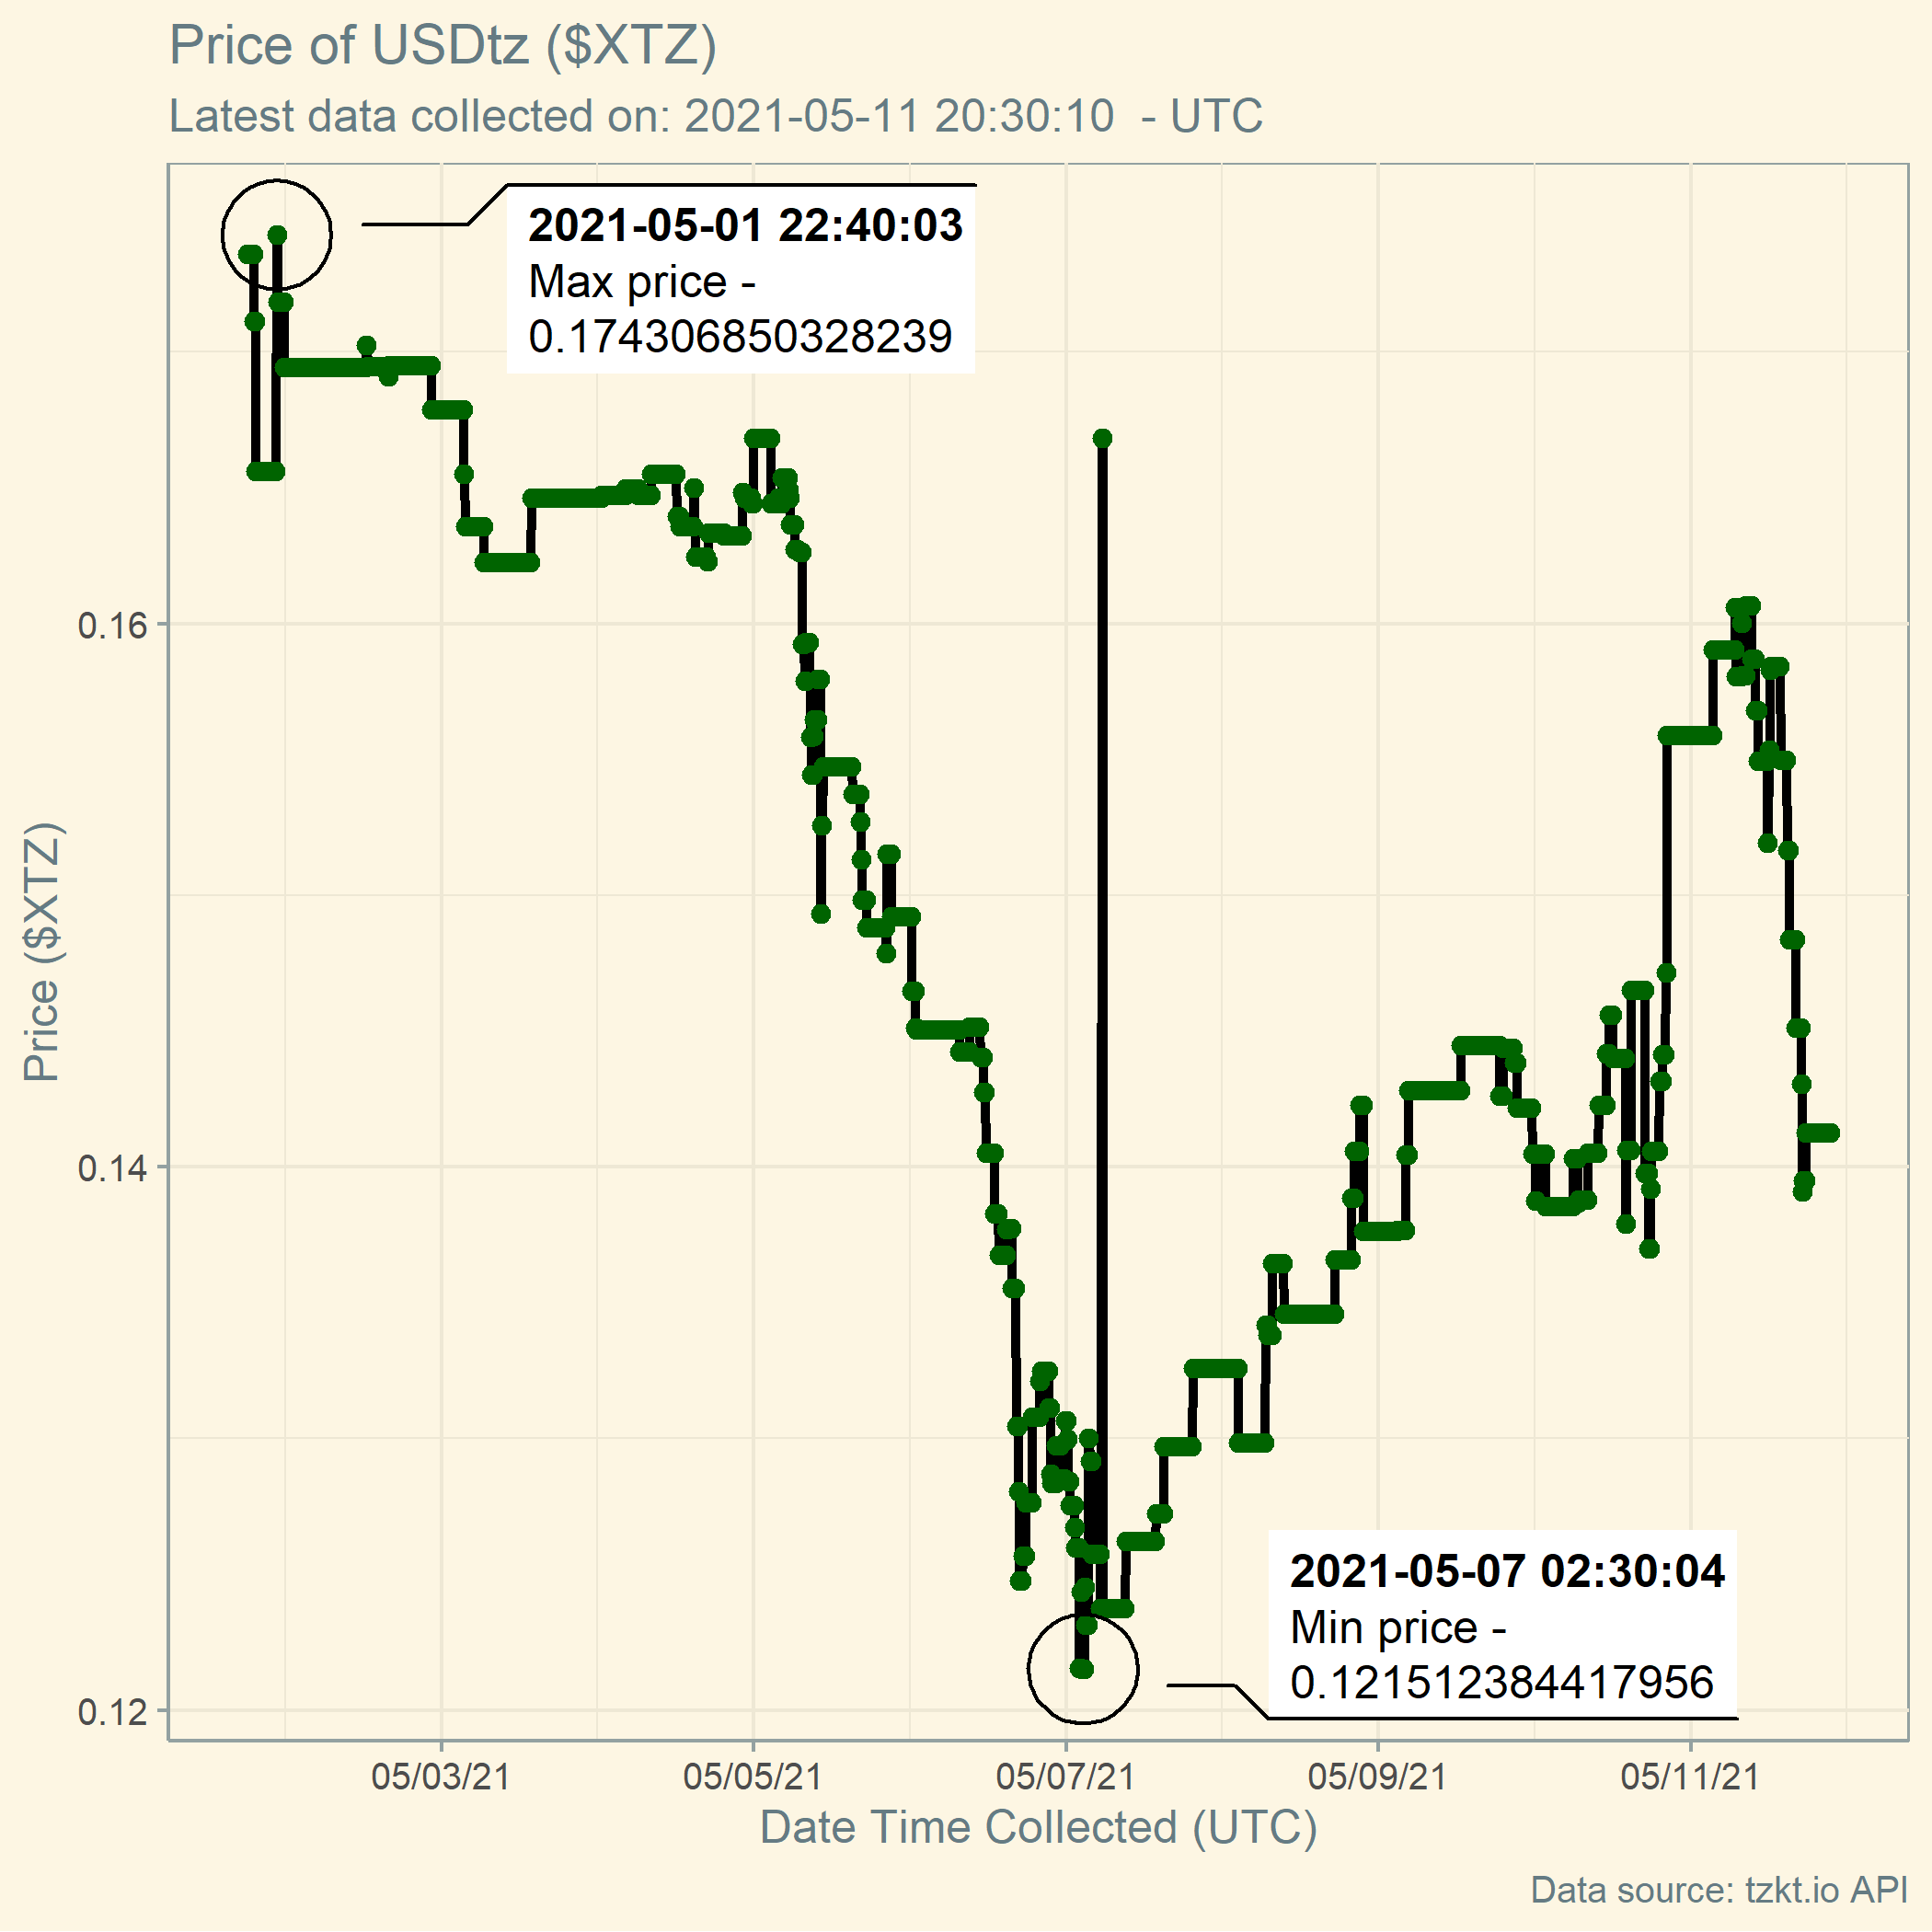 Price of USDtz ($XTZ)
Latest data collected on: 2021-05-11 20:30:10  - UTC
2021-05-01 22:40:03
Max price -
0.174306850328239
0.16
0.14
0.12
Price ($XTZ)
2021-05-07 02:30:04
Min price -
0.121512384417956
05/03/21
05/05/21
05/07/21
05/09/21
05/11/21
Date Time Collected (UTC)
Data source: tzkt.io API